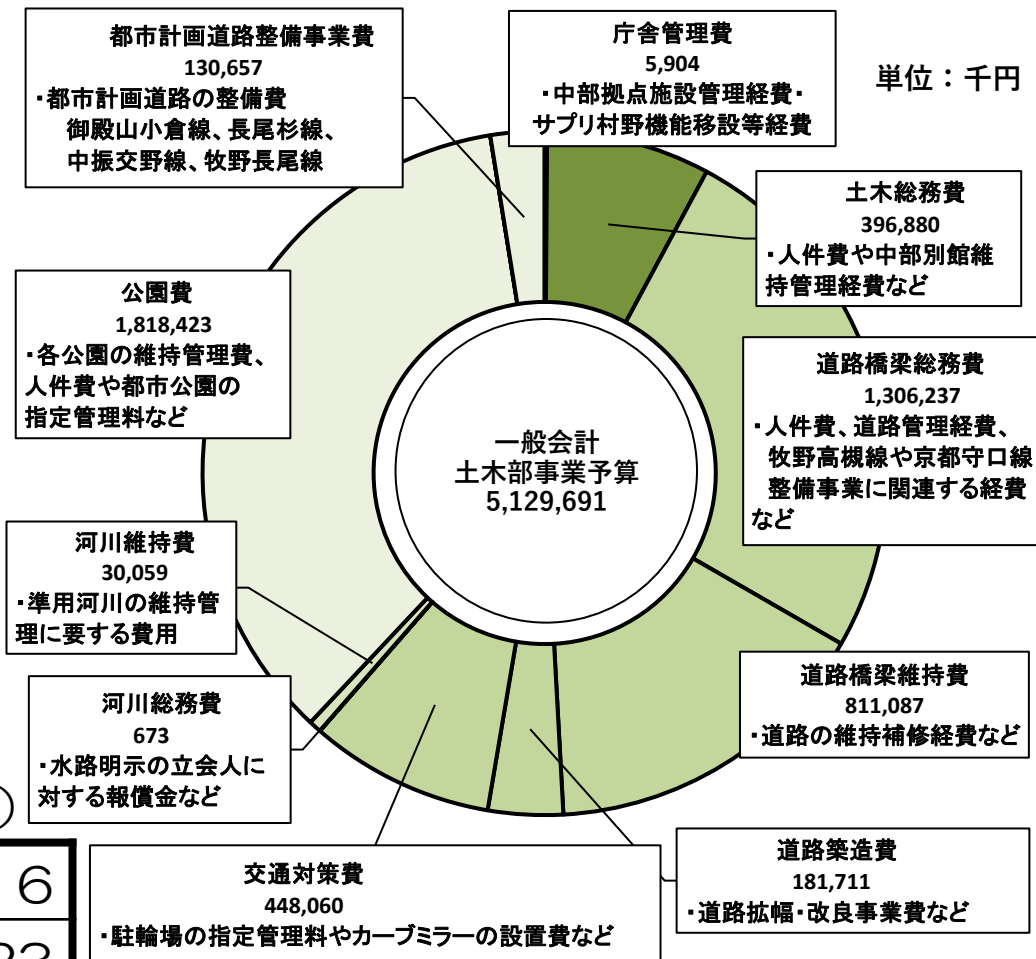 単位：千円
都市計画道路整備事業費
130,657
・都市計画道路の整備費
御殿山小倉線、長尾杉線、
中振交野線、牧野長尾線
庁舎管理費
5,904
・中部拠点施設管理経費・
サプリ村野機能移設等経費
土木総務費
396,880
・人件費や中部別館維
持管理経費など
公園費
1,818,423
・各公園の維持管理費、
人件費や都市公園の
指定管理料など
道路橋梁総務費
1,306,237
・人件費、道路管理経費、
牧野高槻線や京都守口線
整備事業に関連する経費
など
一般会計
土木部事業予算
5,129,691
河川維持費
30,059
・準用河川の維持管
理に要する費用
道路橋梁維持費
811,087
・道路の維持補修経費など
河川総務費
673
・水路明示の立会人に
対する報償金など
道路築造費
181,711
・道路拡幅・改良事業費など
交通対策費
448,060
・駐輪場の指定管理料やカーブミラーの設置費など
6